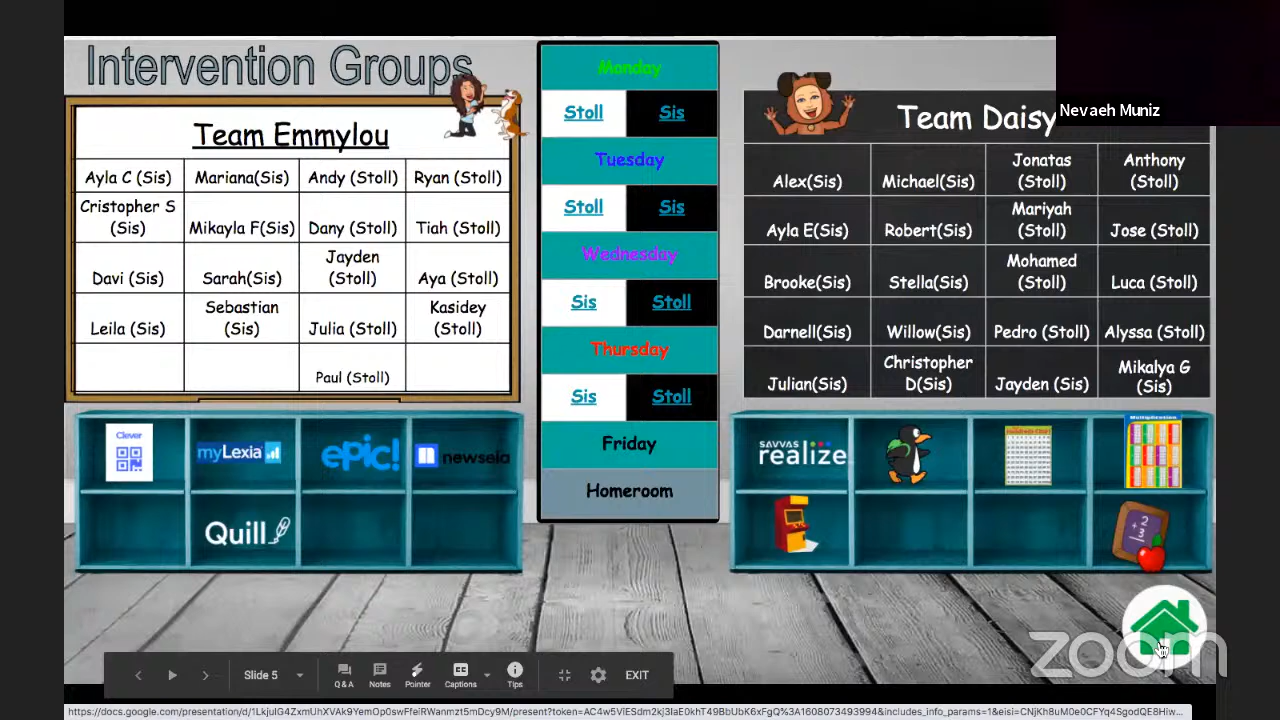 Intervention Groups
Team Emmylou
Ayla C (Sis) Mariana(Sis) Andy (Stoll) Ryan (Stoll)
Cristopher S
(Sis) Mikayla F(Sis) Dany (Stoll) Tiah (Stoll)
Davi (Sis) Sarah(Sis) Jayden
(Stoll) Aya (Stoll)
Leila (Sis) Sebastian
(Sis) Julia (Stoll) Kasidey
(Stoll)
Paul (Stoll)
Clever
myLexia
epic!
newsela
Quill
Monday
Stoll Sis
Tuesday
Stoll Sis
Wednesday
Sis Stoll
Thursday
Sis Stoll
Friday
Homeroom
Team Daisy
Nevaeh Muniz
Alex(Sis) Michael(Sis) Jonatas
(Stoll) Anthony
(Stoll)
Ayla E(Sis) Robert(Sis) Mariyah
(Stoll) Jose (Stoll)
Brooke(Sis) Stella(Sis) Mohamed
(Stoll) Luca (Stoll)
Darnell(Sis) Willow(Sis) Pedro (Stoll) Alyssa (Stoll)
Julian(Sis) Christopher
D(Sis) Jayden (Sis) Mikalya G
(Sis)
savvas
realize
Multiplication
zoom
Slide 5
Q & A Notes Pointer Captions Tips EXIT